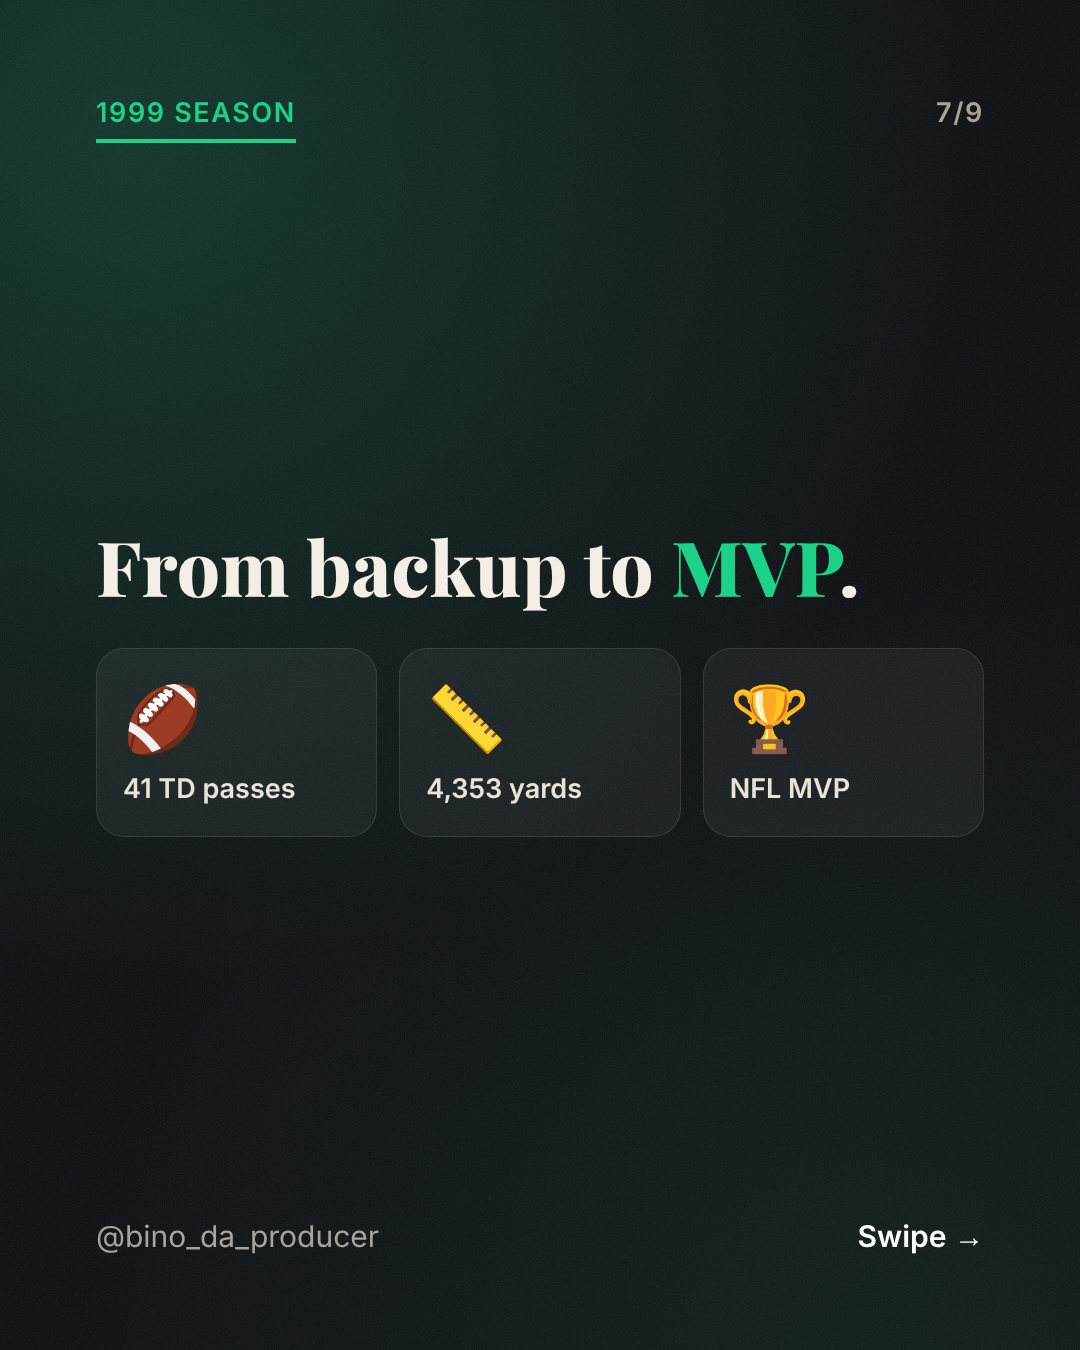 1999 SEASON
7/9
From backup to MVP.
41 TD passes
4,353 yards
NFL MVP
@bino_da_producer
Swipe →